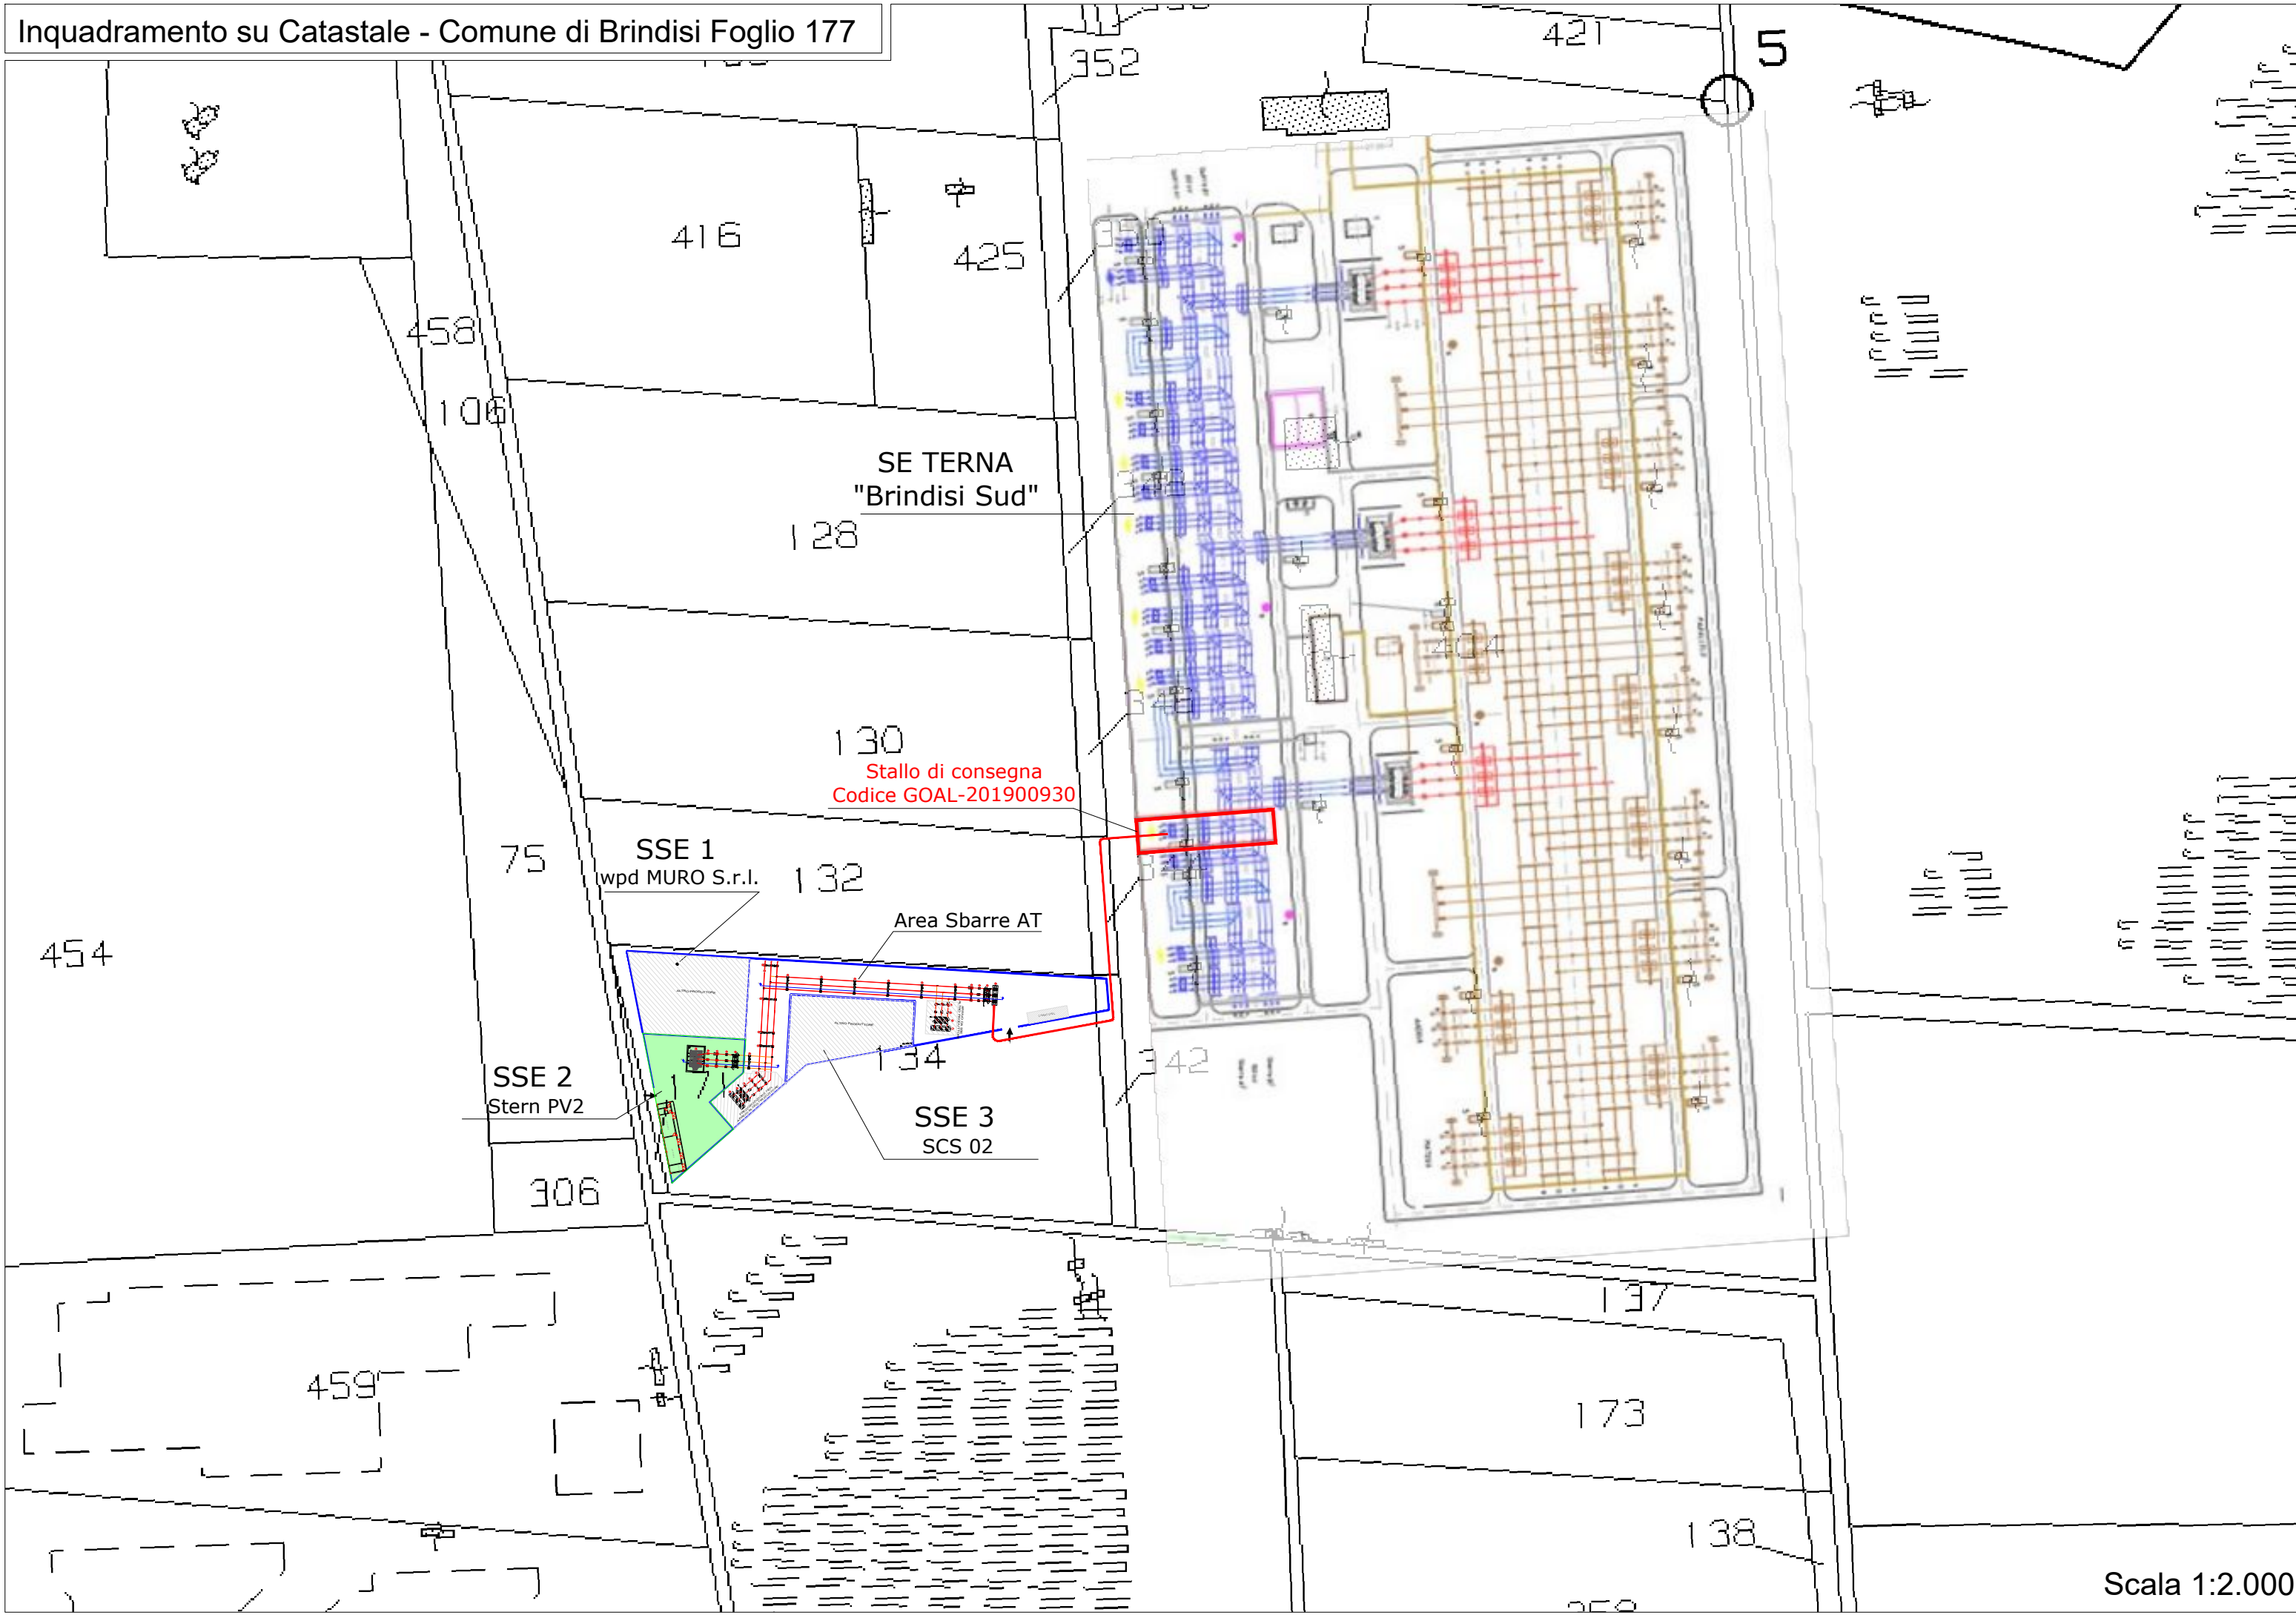 Inquadramento su Catastale - Comune di Brindisi Foglio 177
352
421
5
416
425
458
106
SE TERNA
"Brindisi Sud"
128
404
130
Stallo di consegna
Codice GOAL-201900930
75
SSE 1
wpd MURO S.r.l.
132
Area Sbarre AT
454
134
342
SSE 2
Stern PV2
SSE 3
SCS 02
306
137
459
173
138
Scala 1:2.000